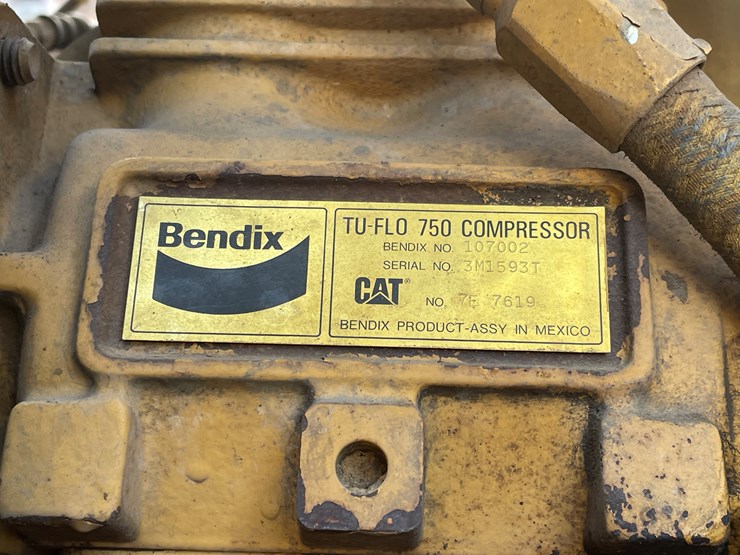 Bendix
TU-FLO 750 COMPRESSOR
BENDIX NO. 107002
SERIAL NO. 3M1593T
CAT® NO. 7E 7619
BENDIX PRODUCT-ASSY IN MEXICO